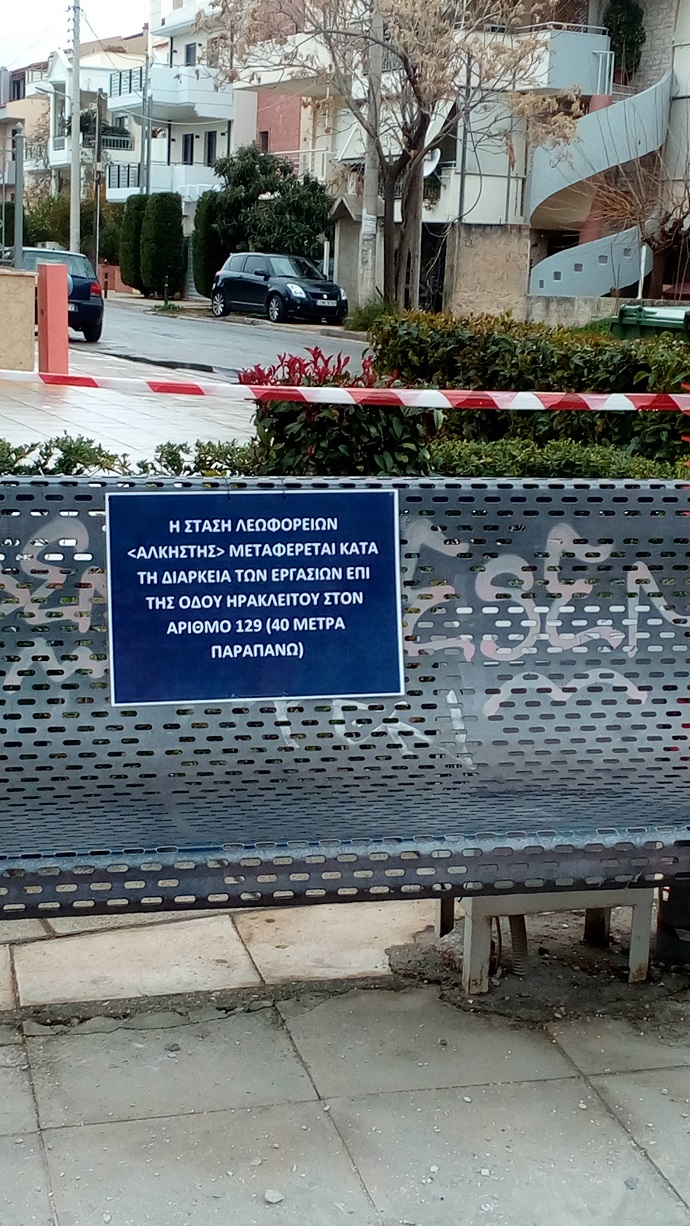 Η ΣΤΑΣΗ ΛΕΩΦΟΡΕΙΩΝ
<ΑΛΚΗΣΤΗΣ> ΜΕΤΑΦΕΡΕΤΑΙ ΚΑΤΑ
ΤΗ ΔΙΑΡΚΕΙΑ ΤΩΝ ΕΡΓΑΣΙΩΝ ΕΠΙ
ΤΗΣ ΟΔΟΥ ΗΡΑΚΛΕΙΤΟΥ ΣΤΟΝ
ΑΡΙΘΜΟ 129 (40 ΜΕΤΡΑ
ΠΑΡΑΠΑΝΩ)